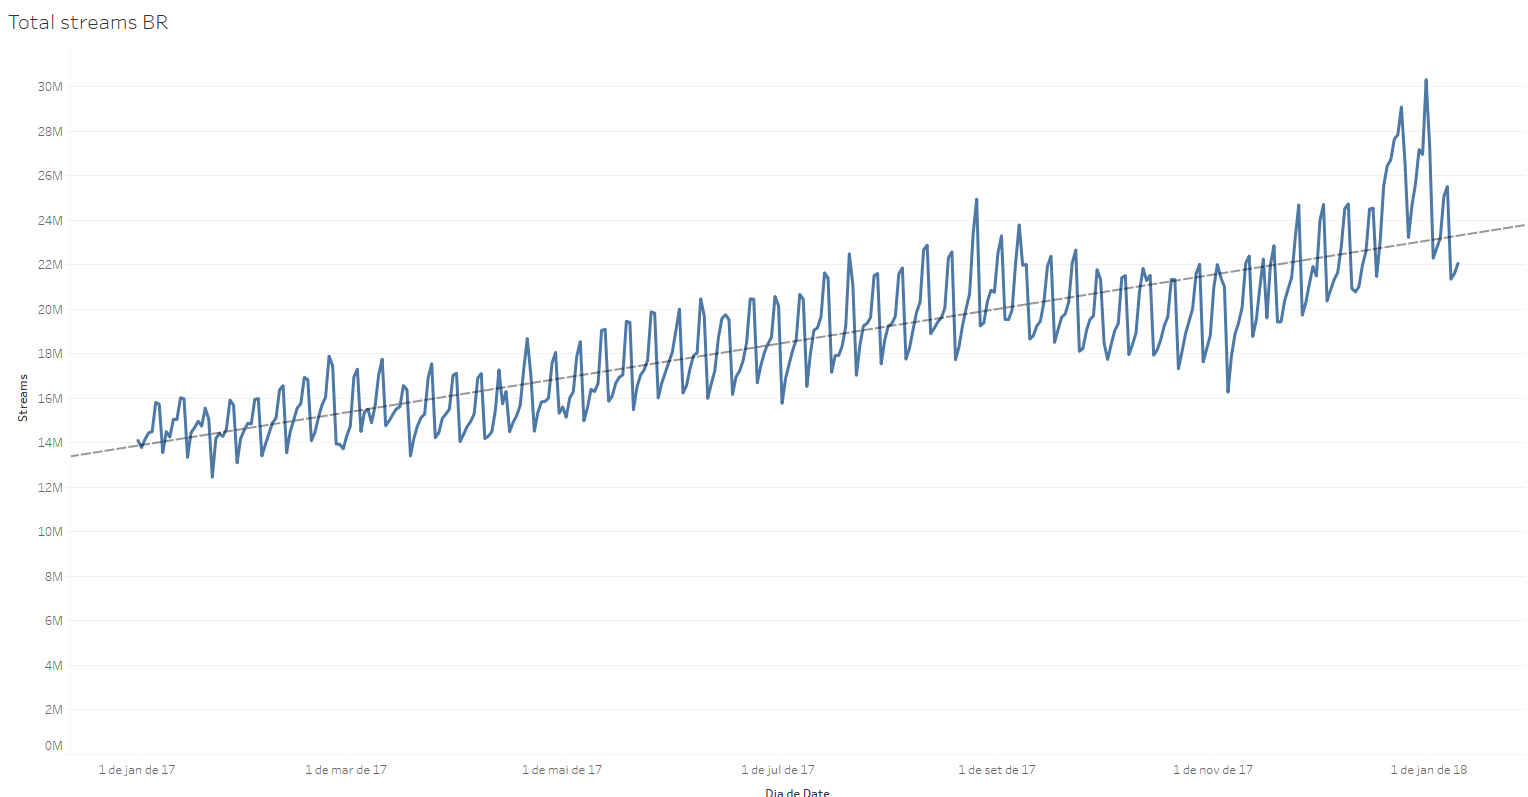 Total streams BR
30M
28M
26M
24M
22M
20M
18M
16M
14M
12M
10M
8M
6M
4M
2M
0M
Streams
1 de jan de 17
1 de mar de 17
1 de mai de 17
1 de jul de 17
1 de set de 17
1 de nov de 17
1 de jan de 18
Dia de Date